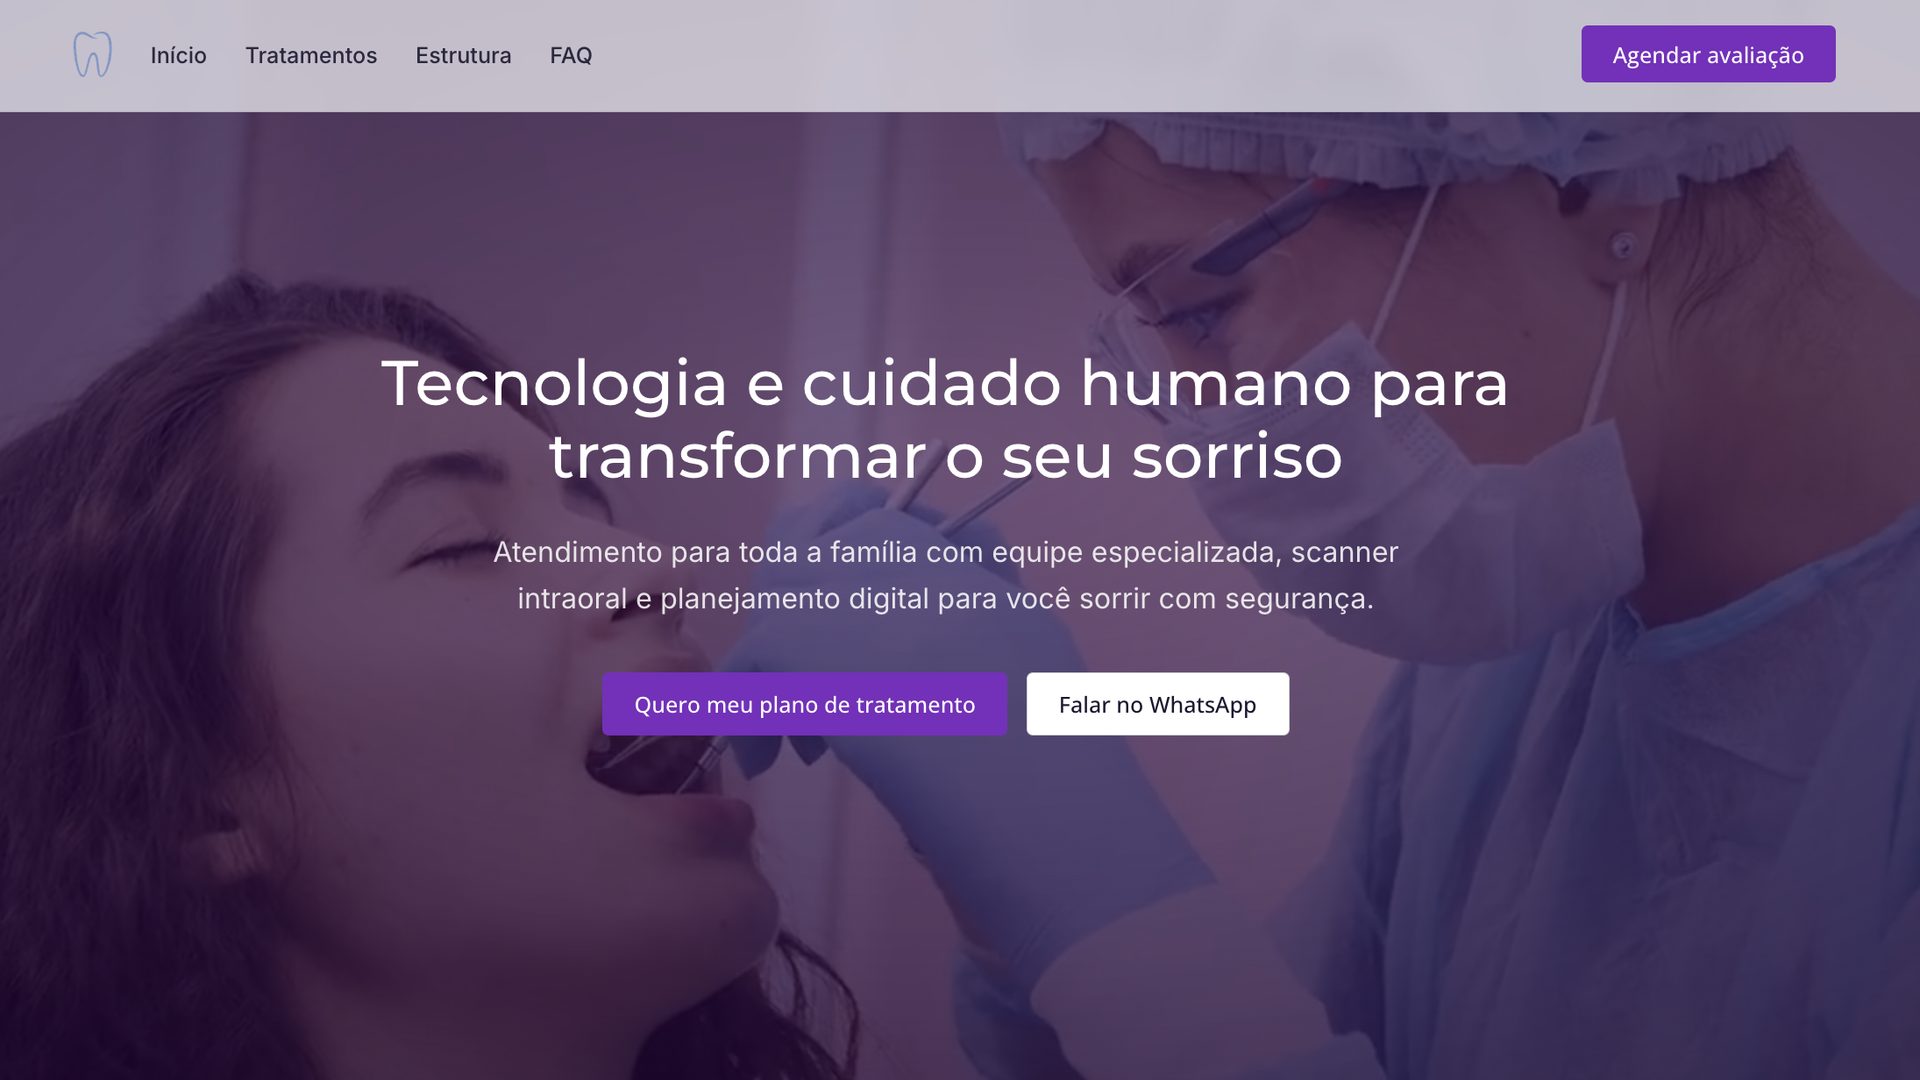 Início
Tratamentos
Estrutura
FAQ
Agendar avaliação
Tecnologia e cuidado humano para
transformar o seu sorriso
Atendimento para toda a família com equipe especializada, scanner
intraoral e planejamento digital para você sorrir com segurança.
Quero meu plano de tratamento
Falar no WhatsApp